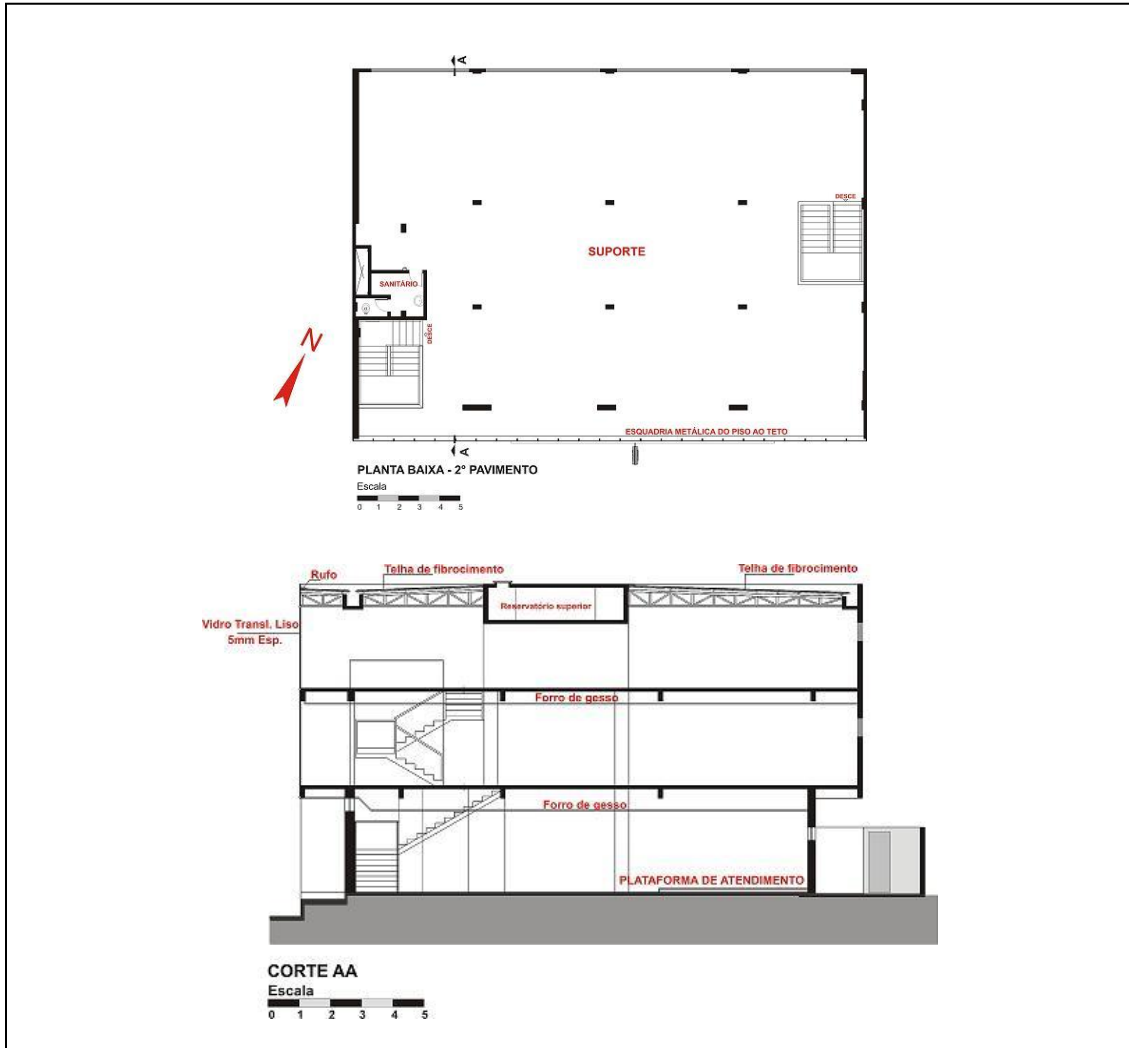 A
DESCE
SUPORTE
SANITÁRIO
DESCE
N
ESQUADRIA METÁLICA DO PISO AO TETO
A
PLANTA BAIXA - 2º PAVIMENTO
Escala
0 1 2 3 4 5
Rufo
Telha de fibrocimento
Telha de fibrocimento
Reservatório superior
Vidro Transl. Liso
5mm Esp.
Forro de gesso
Forro de gesso
PLATAFORMA DE ATENDIMENTO
CORTE AA
Escala
0 1 2 3 4 5